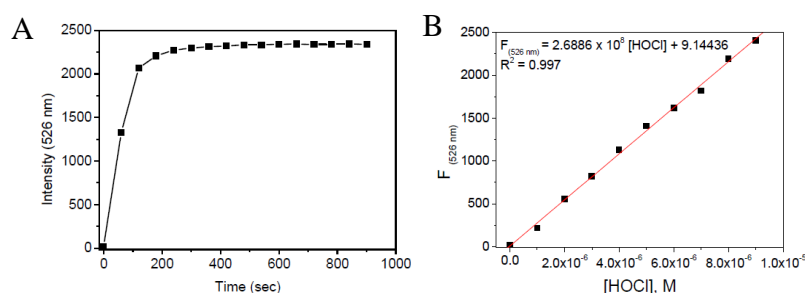 A
2500
2000
1500
1000
500
0
0
200
400
600
800
1000
Intensity (526 nm)
Time (sec)
B
F(526 nm) = 2.6886 x 10⁸ [HOCl] + 9.14436
R² = 0.997
2500
2000
1500
1000
500
0
0.0
2.0x10⁻⁶
4.0x10⁻⁶
6.0x10⁻⁶
8.0x10⁻⁶
1.0x10⁻⁵
F (526 nm)
[HOCl], M